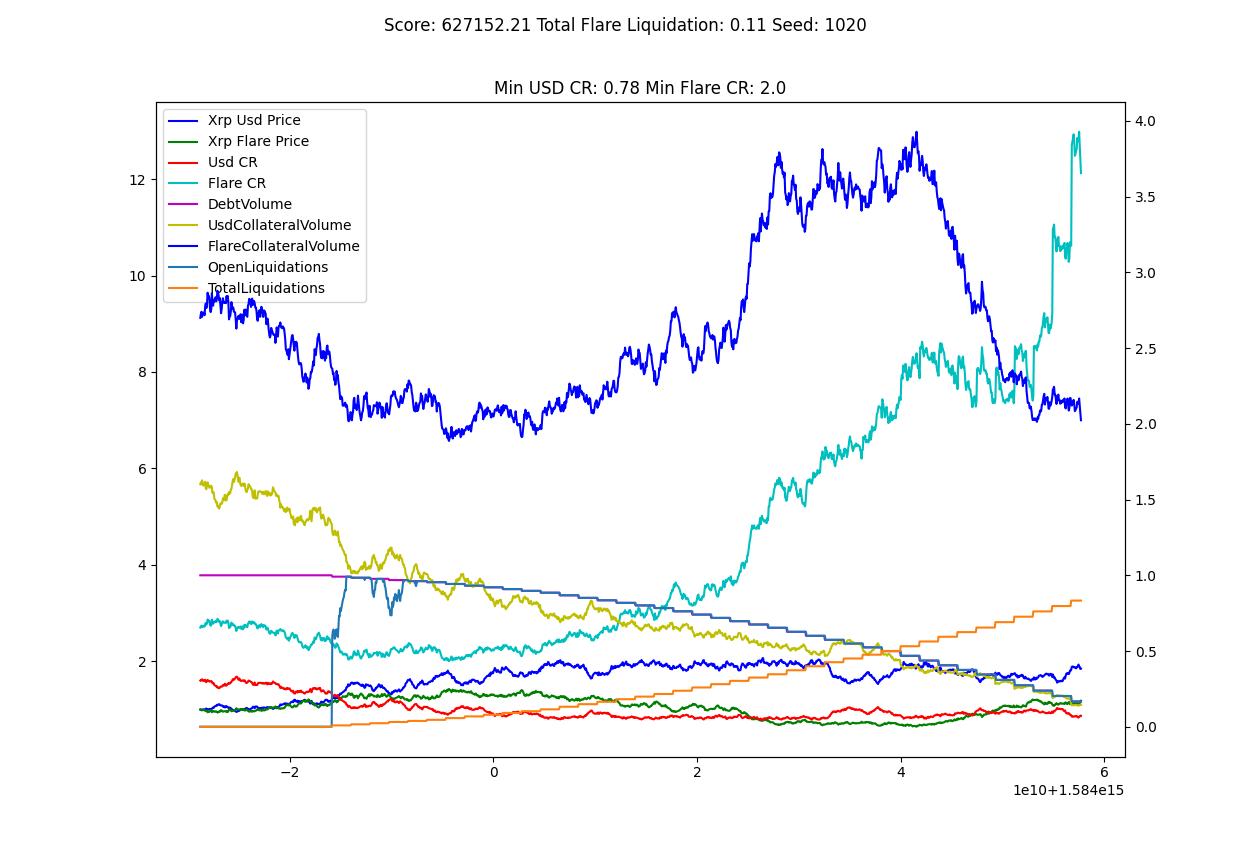 Score: 627152.21 Total Flare Liquidation: 0.11 Seed: 1020
Min USD CR: 0.78 Min Flare CR: 2.0
Xrp Usd Price
Xrp Flare Price
Usd CR
Flare CR
DebtVolume
UsdCollateralVolume
FlareCollateralVolume
OpenLiquidations
TotalLiquidations
12
10
8
6
4
2
4.0
3.5
3.0
2.5
2.0
1.5
1.0
0.5
0.0
−2
0
2
4
6
1e10+1.584e15